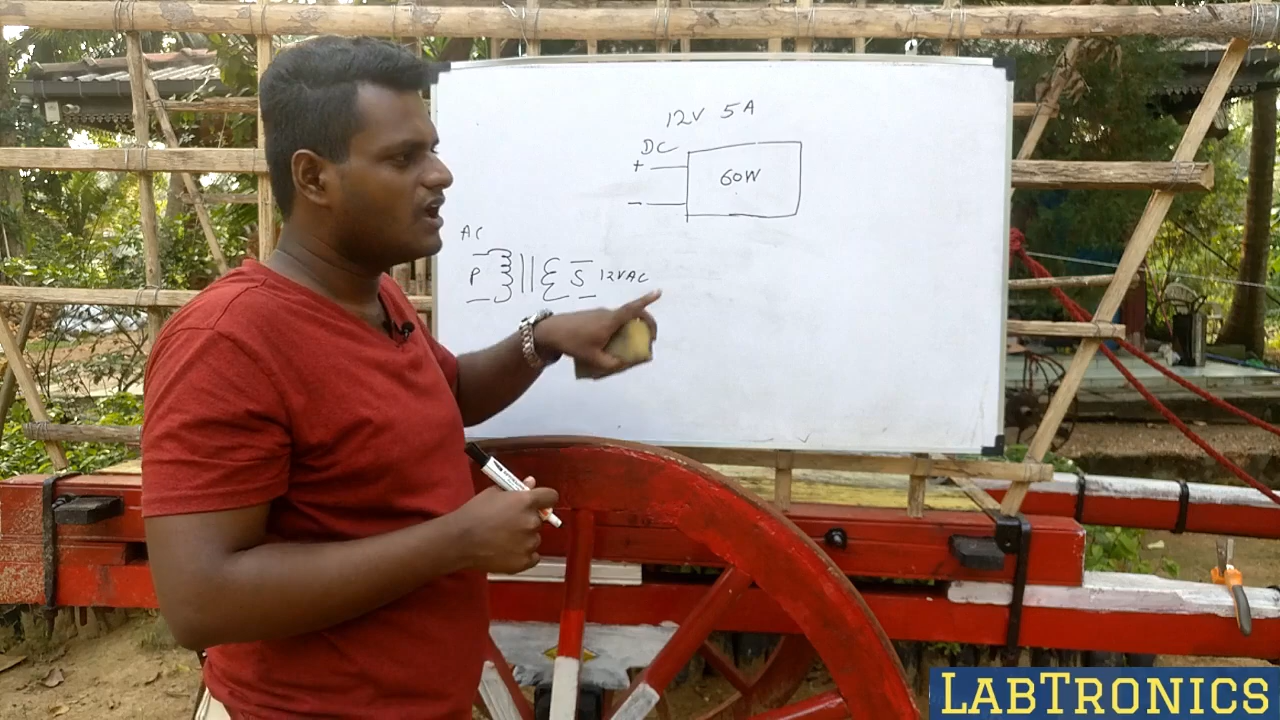 12V 5A
DC
+
60W
–
AC
P S 12VAC
LABTRONICS